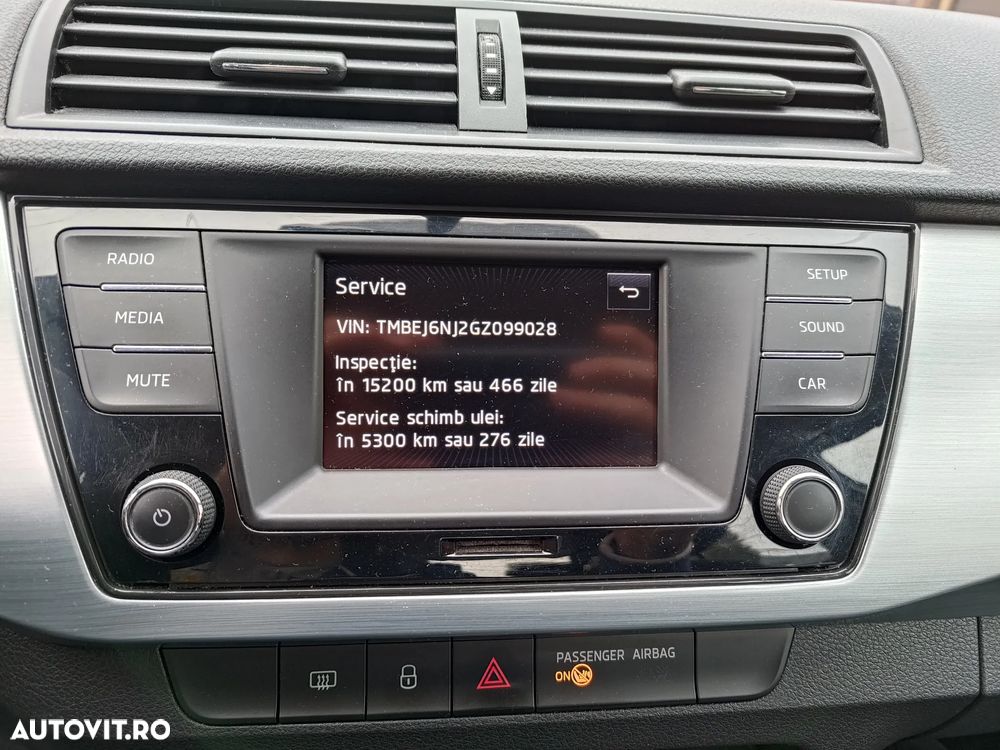 RADIO
MEDIA
MUTE
Service
VIN: TMBEJ6NJ2GZ099028
Inspecţie:
în 15200 km sau 466 zile
Service schimb ulei:
în 5300 km sau 276 zile
SETUP
SOUND
CAR
PASSENGER AIRBAG
ON
AUTOVIT.RO